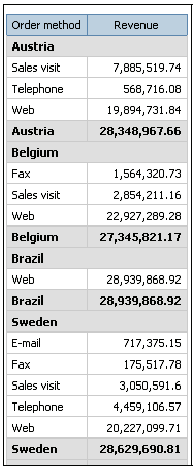 Order method Revenue
Austria
Sales visit 7,885,519.74
Telephone 568,716.08
Web 19,894,731.84
Austria 28,348,967.66
Belgium
Fax 1,564,320.73
Sales visit 2,854,211.16
Web 22,927,289.28
Belgium 27,345,821.17
Brazil
Web 28,939,868.92
Brazil 28,939,868.92
Sweden
E-mail 717,375.15
Fax 175,517.78
Sales visit 3,050,591.6
Telephone 4,459,106.57
Web 20,227,099.71
Sweden 28,629,690.81